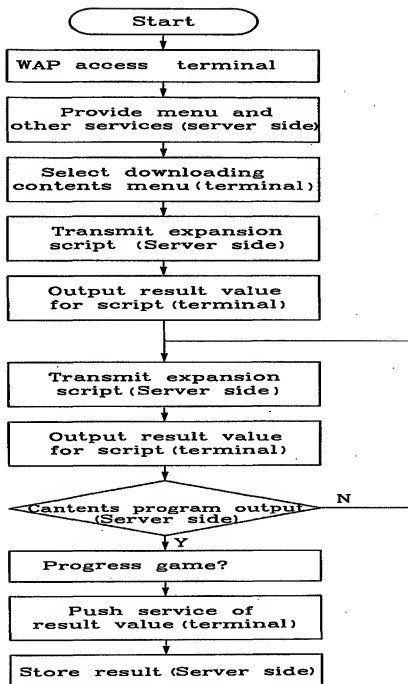 Start
WAP access terminal
Provide menu and
other services (server side)
Select downloading
contents menu (terminal)
Transmit expansion
script (Server side)
Output result value
for script (terminal)
Transmit expansion
script (Server side)
Output result value
for script (terminal)
Cantents program output
(Server side)
N
Y
Progress game?
Push service of
result value (terminal)
Store result (Server side)